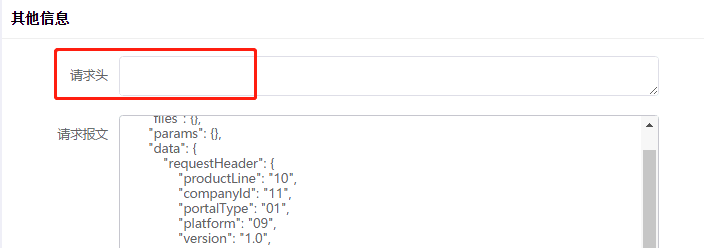 其他信息
请求头
请求报文
"files": {},
"params": {},
"data": {
"requestHeader": {
"productLine": "10",
"companyId": "11",
"portalType": "01",
"platform": "09",
"version": "1.0",